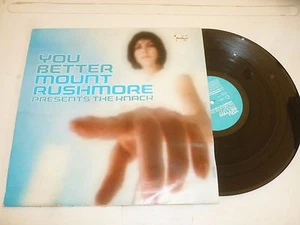 YOU
BETTER
MOUNT
RUSHMORE
PRESENTS THE KNACK